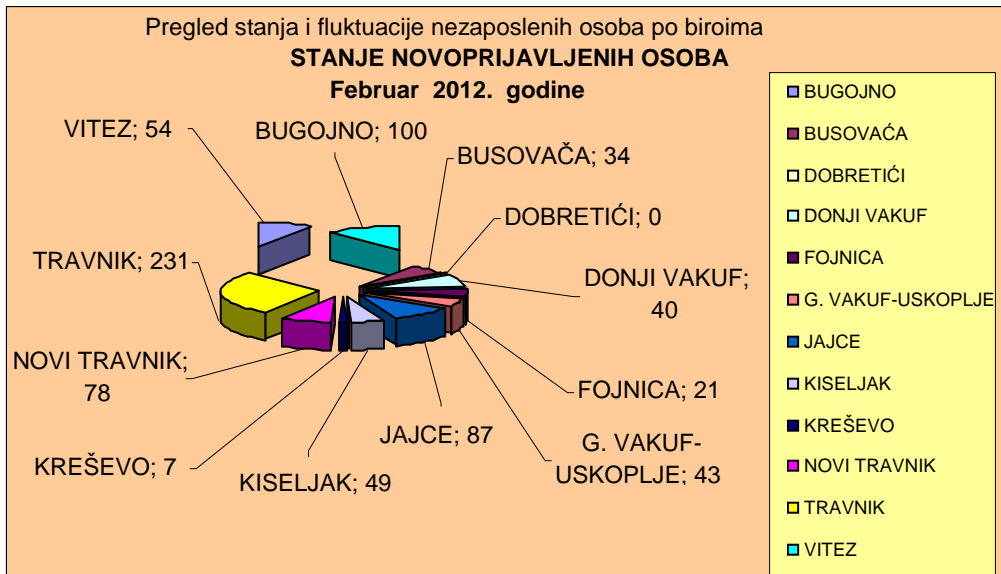 Pregled stanja i fluktuacije nezaposlenih osoba po biroima
STANJE NOVOPRIJAVLJENIH OSOBA
Februar 2012. godine
VITEZ; 54
BUGOJNO; 100
BUSOVAČA; 34
DOBRETIĆI; 0
DONJI VAKUF;
40
FOJNICA; 21
G. VAKUF-
USKOPLJE; 43
JAJCE; 87
KISELJAK; 49
KREŠEVO; 7
NOVI TRAVNIK;
78
TRAVNIK; 231
BUGOJNO
BUSOVAĆA
DOBRETIĆI
DONJI VAKUF
FOJNICA
G. VAKUF-USKOPLJE
JAJCE
KISELJAK
KREŠEVO
NOVI TRAVNIK
TRAVNIK
VITEZ